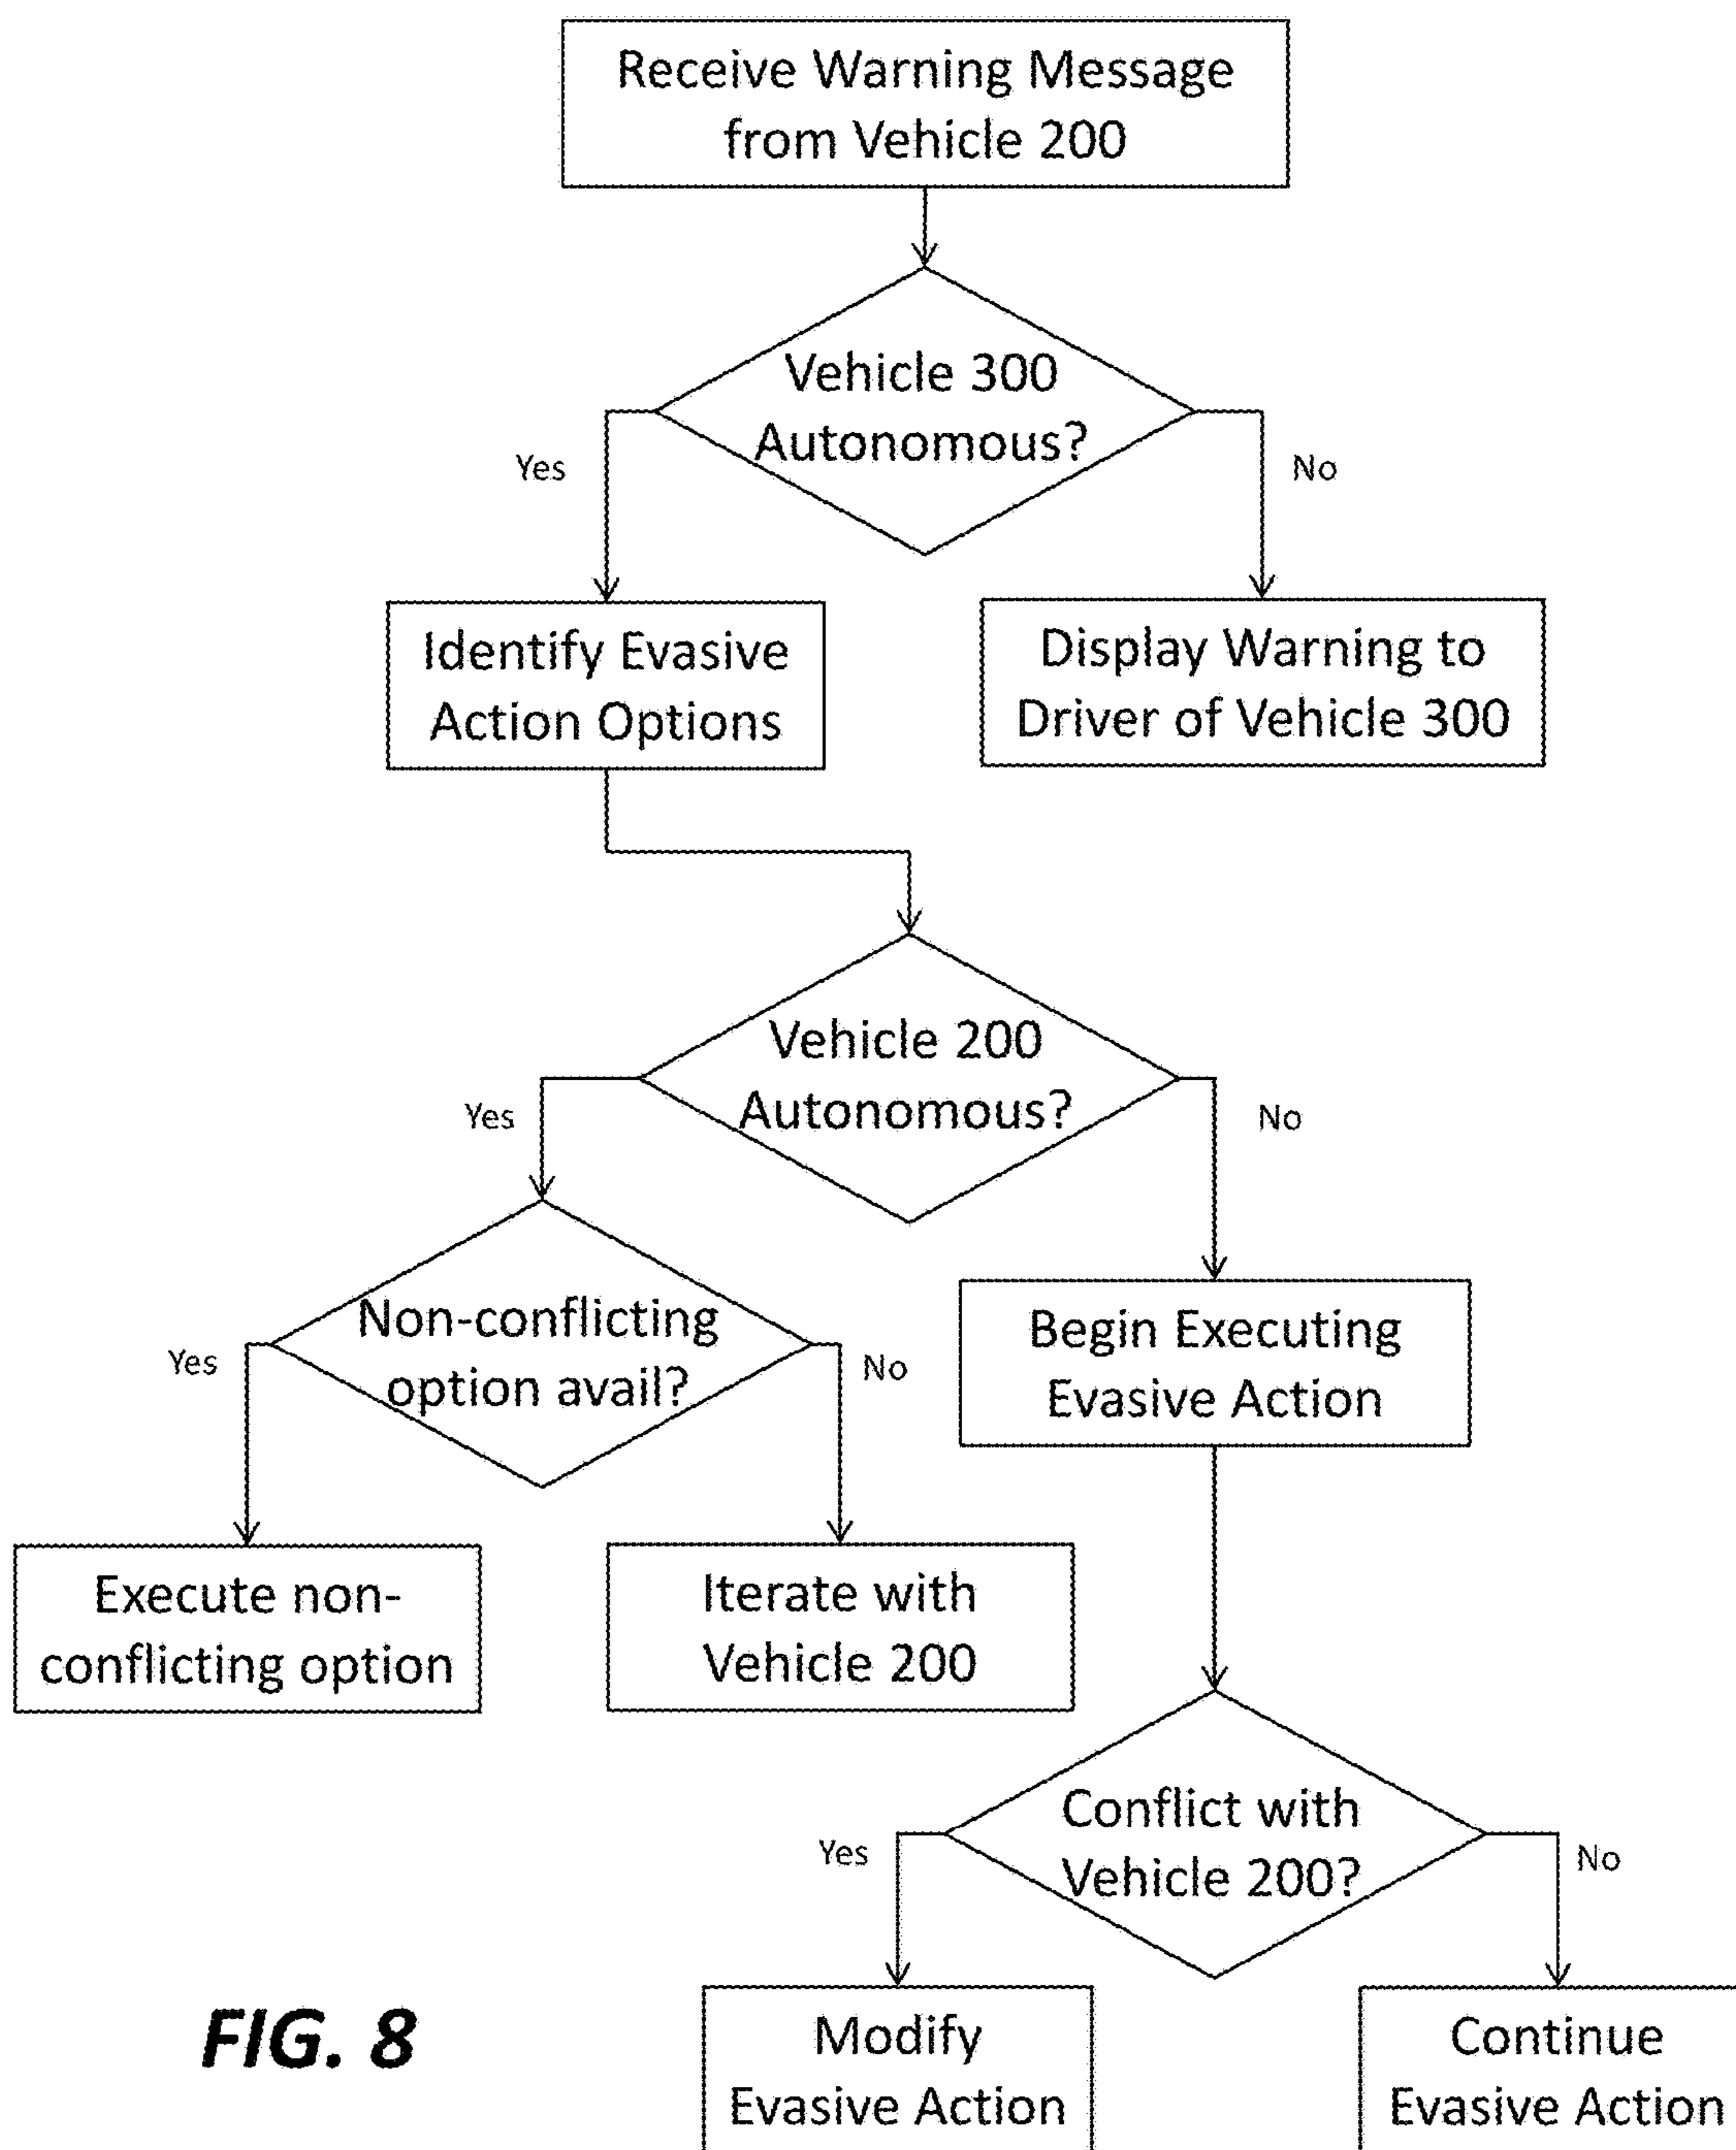 Receive Warning Message
from Vehicle 200
Vehicle 300
Autonomous?
Yes
No
Identify Evasive
Action Options
Display Warning to
Driver of Vehicle 300
Vehicle 200
Autonomous?
Yes
No
Non-conflicting
option avail?
Yes
No
Begin Executing
Evasive Action
Execute non-
conflicting option
Iterate with
Vehicle 200
Conflict with
Vehicle 200?
Yes
No
Modify
Evasive Action
Continue
Evasive Action
FIG. 8